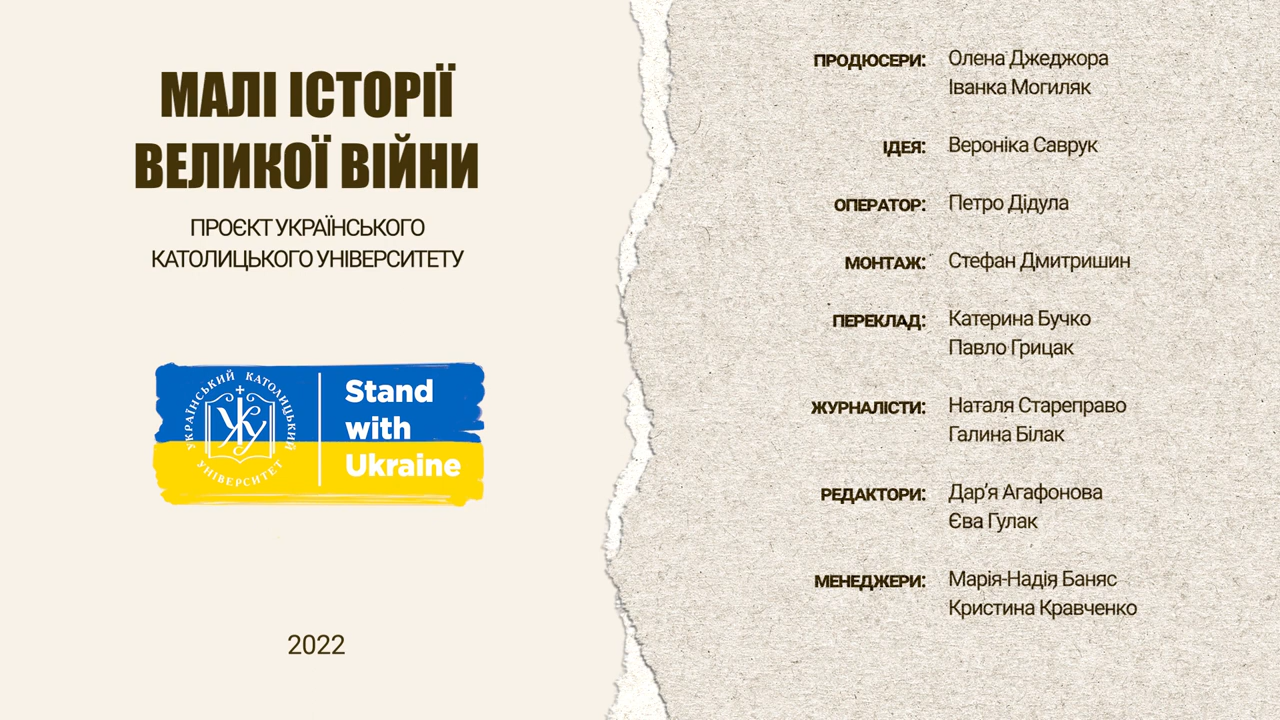 МАЛІ ІСТОРІЇ
ВЕЛИКОЇ ВІЙНИ
ПРОЄКТ УКРАЇНСЬКОГО
КАТОЛИЦЬКОГО УНІВЕРСИТЕТУ
УКРАЇНСЬКИЙ КАТОЛИЦЬКИЙ
УНІВЕРСИТЕТ
УКУ
Stand
with
Ukraine
2022
ПРОДЮСЕРИ: Олена Джеджора
Іванка Могиляк
ІДЕЯ: Вероніка Саврук
ОПЕРАТОР: Петро Дідула
МОНТАЖ: Стефан Дмитришин
ПЕРЕКЛАД: Катерина Бучко
Павло Грицак
ЖУРНАЛІСТИ: Наталя Стареправо
Галина Білак
РЕДАКТОРИ: Дар’я Агафонова
Єва Гулак
МЕНЕДЖЕРИ: Марія-Надія Баняс
Кристина Кравченко